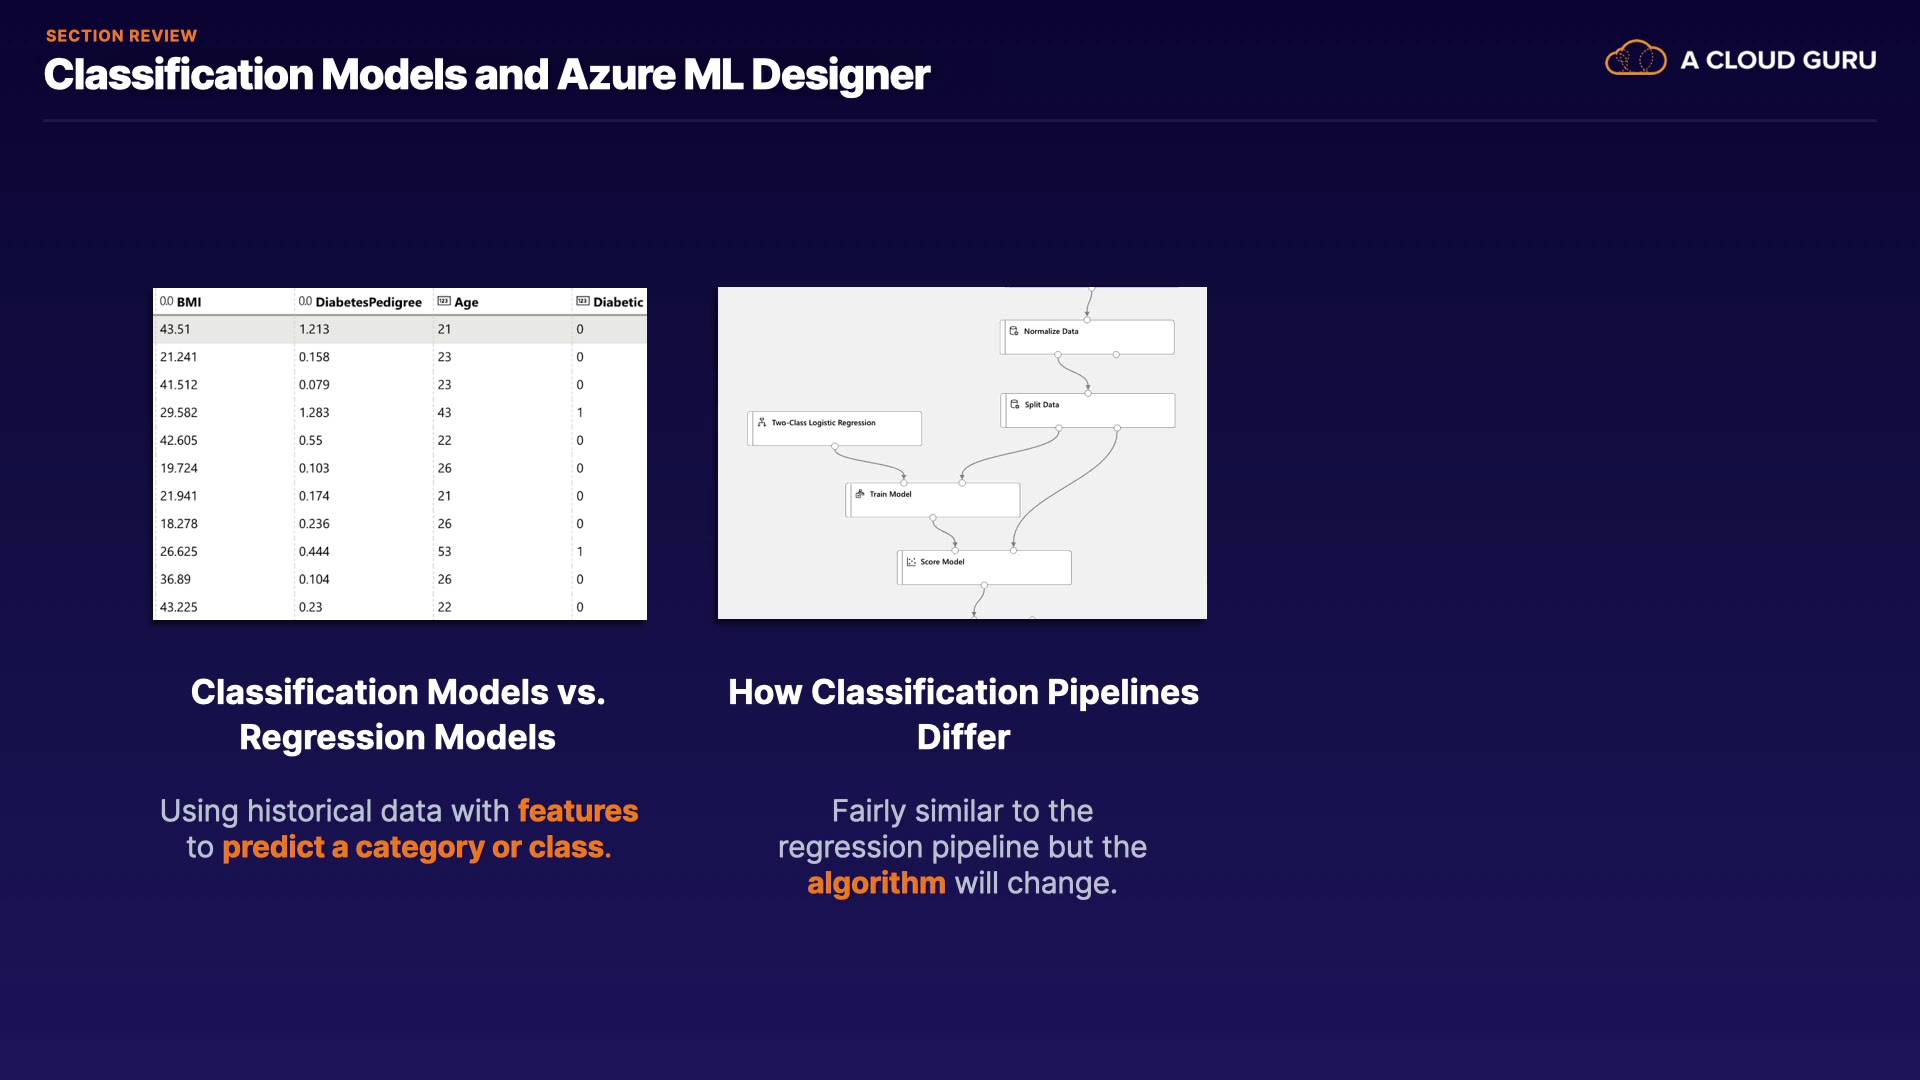 SECTION REVIEW
Classification Models and Azure ML Designer
A CLOUD GURU
0.0 BMI 0.0 DiabetesPedigree 123 Age 123 Diabetic
43.51 1.213 21 0
21.241 0.158 23 0
41.512 0.079 23 0
29.582 1.283 43 1
42.605 0.55 22 0
19.724 0.103 26 0
21.941 0.174 21 0
18.278 0.236 26 0
26.625 0.444 53 1
36.89 0.104 26 0
43.225 0.23 22 0
Normalize Data
Split Data
Two-Class Logistic Regression
Train Model
Score Model
Classification Models vs.
Regression Models
Using historical data with features
to predict a category or class.
How Classification Pipelines
Differ
Fairly similar to the
regression pipeline but the
algorithm will change.